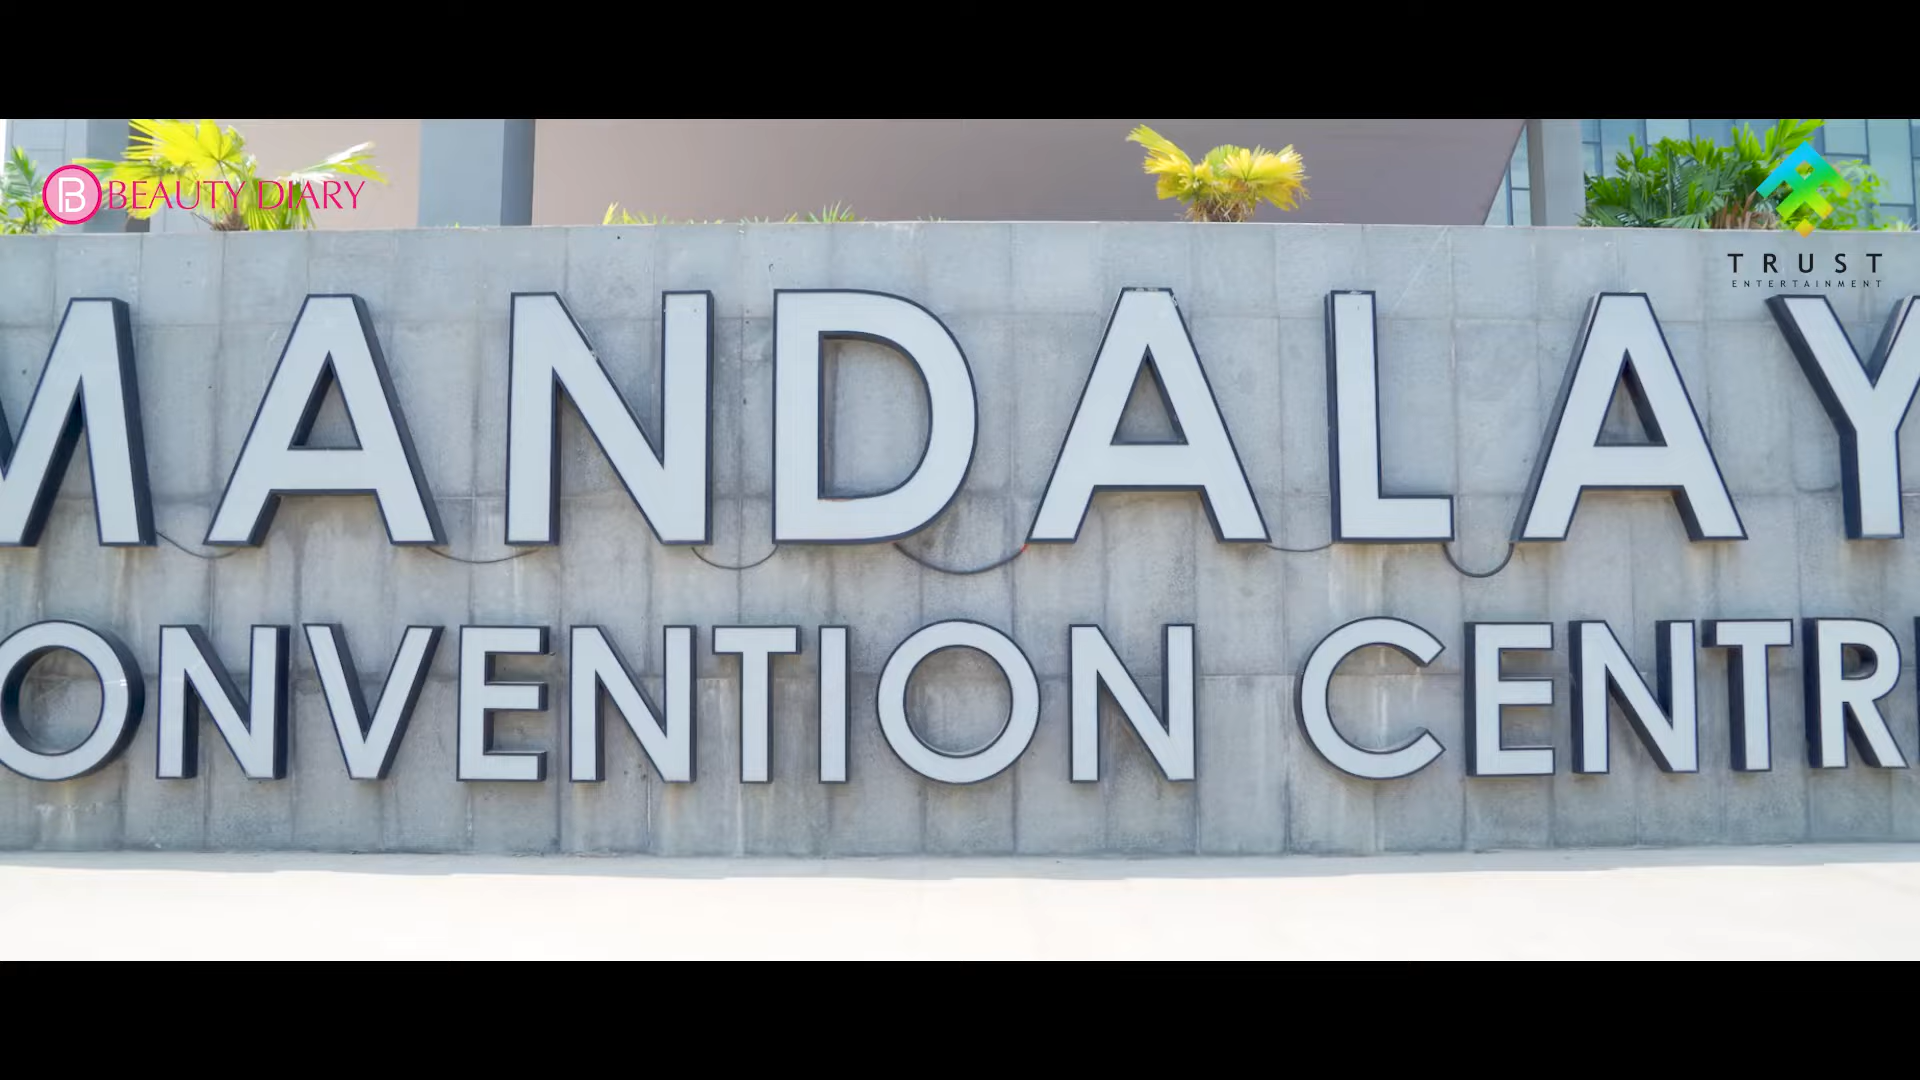 BEAUTY DIARY
TRUST
ENTERTAINMENT
MANDALAY
ONVENTION CENTR